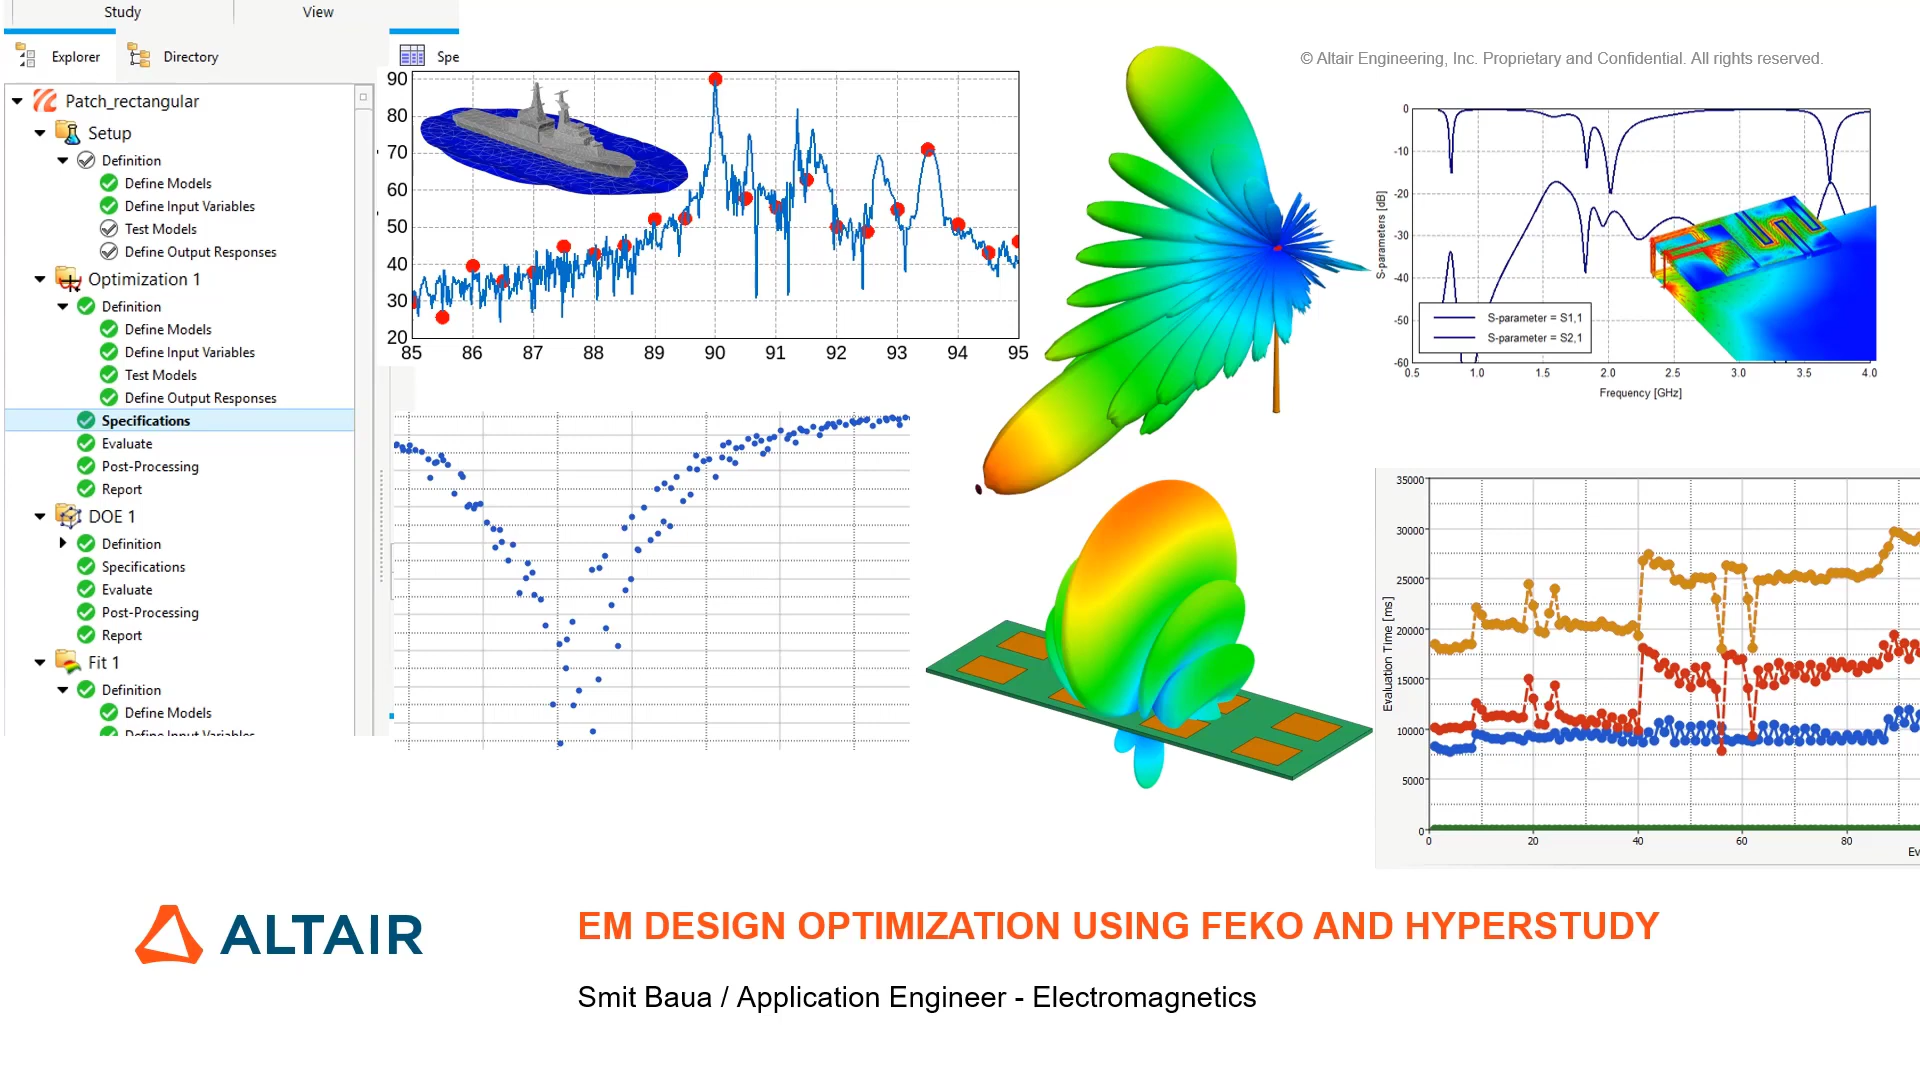 Study
View
Explorer
Directory
Spe
© Altair Engineering, Inc. Proprietary and Confidential. All rights reserved.
Patch_rectangular
Setup
Definition
Define Models
Define Input Variables
Test Models
Define Output Responses
Optimization 1
Definition
Define Models
Define Input Variables
Test Models
Define Output Responses
Specifications
Evaluate
Post-Processing
Report
DOE 1
Definition
Specifications
Evaluate
Post-Processing
Report
Fit 1
Definition
Define Models
Define Input Variables
90
80
70
60
50
40
30
20
85 86 87 88 89 90 91 92 93 94 95
S-parameters [dB]
0
-10
-20
-30
-40
-50
-60
S-parameter = S1,1
S-parameter = S2,1
0.5 1.0 1.5 2.0 2.5 3.0 3.5 4.0
Frequency [GHz]
Evaluation Time [ms]
35000
30000
25000
20000
15000
10000
5000
0
0 20 40 60 80
Ev
ALTAIR
EM DESIGN OPTIMIZATION USING FEKO AND HYPERSTUDY
Smit Baua / Application Engineer - Electromagnetics